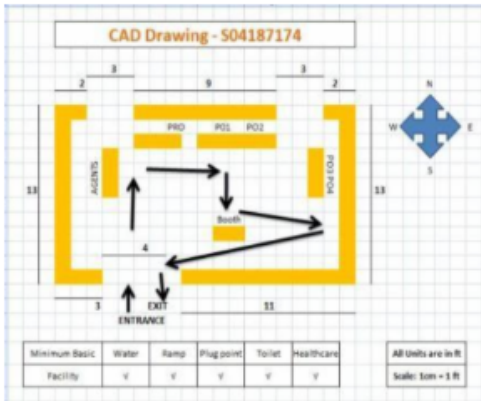 CAD Drawing - S04187174
3 3
2 9 2
N
PRO PO1 PO2
W E
AGENTS
PO3 PO4
S
13 13
Booth
4
3 EXIT 11
ENTRANCE
Minimum Basic Water Ramp Plug point Toilet Healthcare
Facility √ √ √ √ √
All Units are in ft
Scale: 1cm = 1 ft